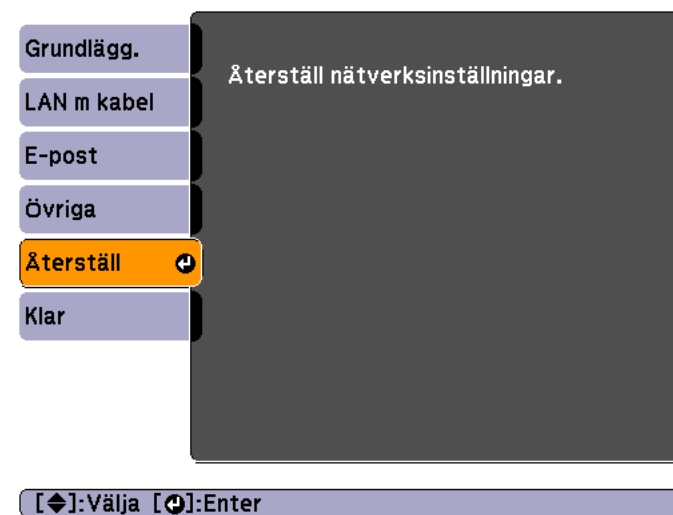 Grundlägg.
LAN m kabel
E-post
Övriga
Återställ
Klar
Återställ nätverksinställningar.
[◆]:Välja [↵]:Enter